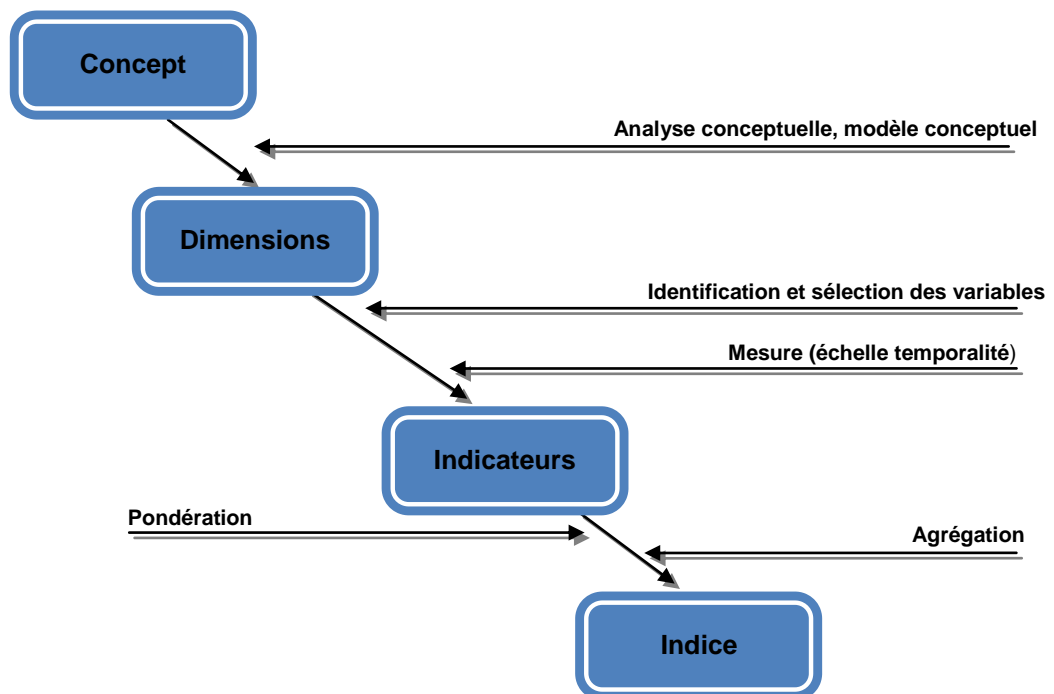 Concept
Analyse conceptuelle, modèle conceptuel
Dimensions
Identification et sélection des variables
Mesure (échelle temporalité)
Indicateurs
Pondération
Agrégation
Indice